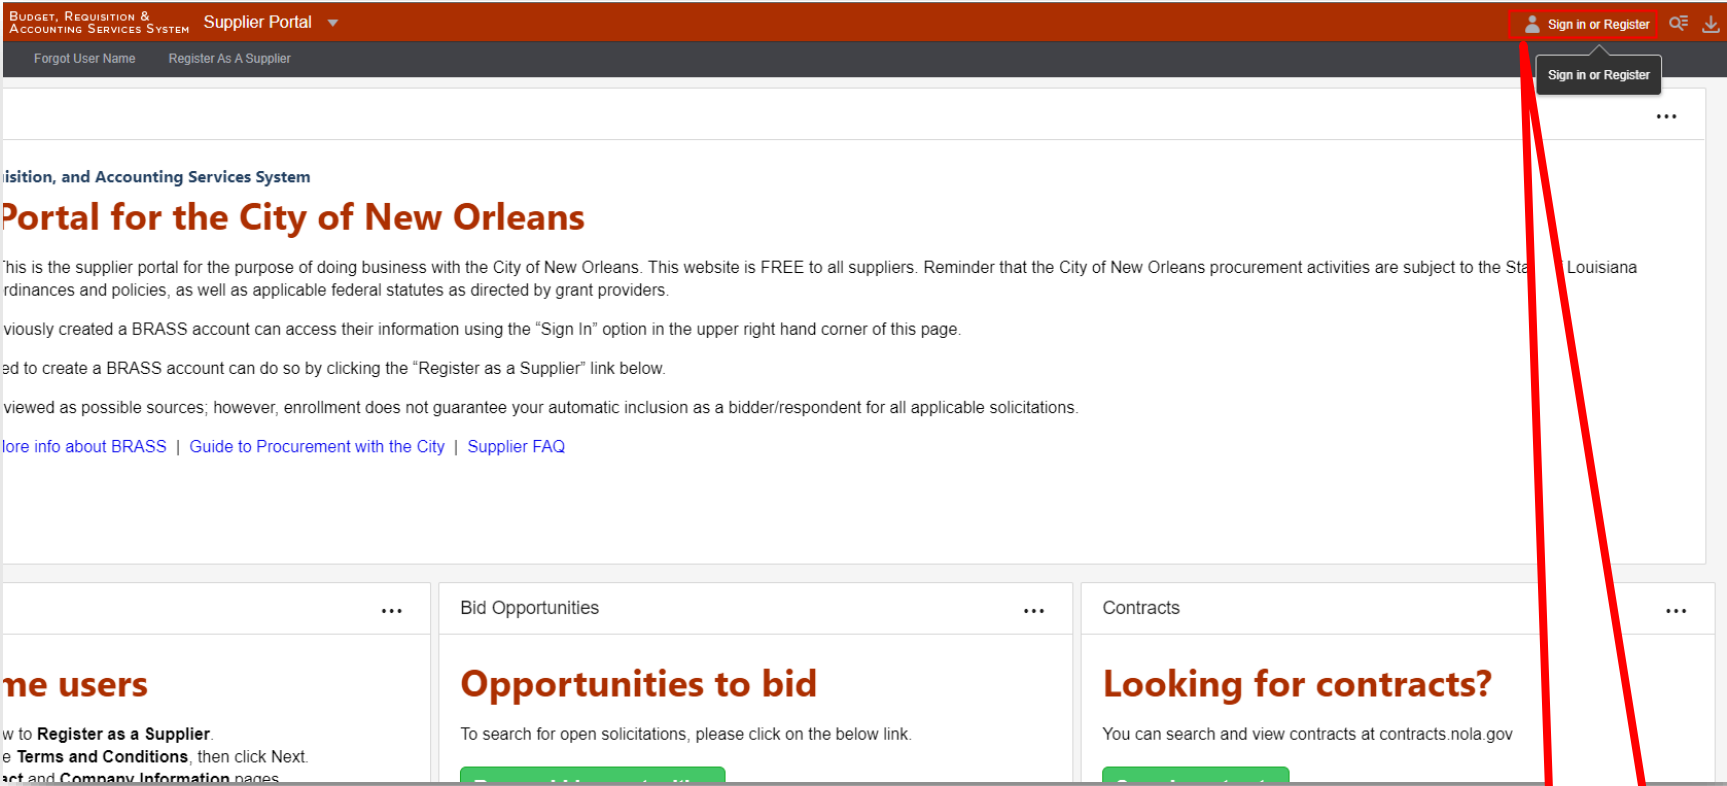 BUDGET, REQUISITION &
ACCOUNTING SERVICES SYSTEM
Supplier Portal
Sign in or Register
Forgot User Name
Register As A Supplier
Sign in or Register
isition, and Accounting Services System
Portal for the City of New Orleans
This is the supplier portal for the purpose of doing business with the City of New Orleans. This website is FREE to all suppliers. Reminder that the City of New Orleans procurement activities are subject to the Sta Louisiana
rdinances and policies, as well as applicable federal statutes as directed by grant providers.
viously created a BRASS account can access their information using the “Sign In” option in the upper right hand corner of this page.
ed to create a BRASS account can do so by clicking the “Register as a Supplier” link below.
viewed as possible sources; however, enrollment does not guarantee your automatic inclusion as a bidder/respondent for all applicable solicitations.
More info about BRASS | Guide to Procurement with the City | Supplier FAQ
me users
w to Register as a Supplier.
e Terms and Conditions, then click Next.
act and Company Information pages
Bid Opportunities
Opportunities to bid
To search for open solicitations, please click on the below link.
Contracts
Looking for contracts?
You can search and view contracts at contracts.nola.gov